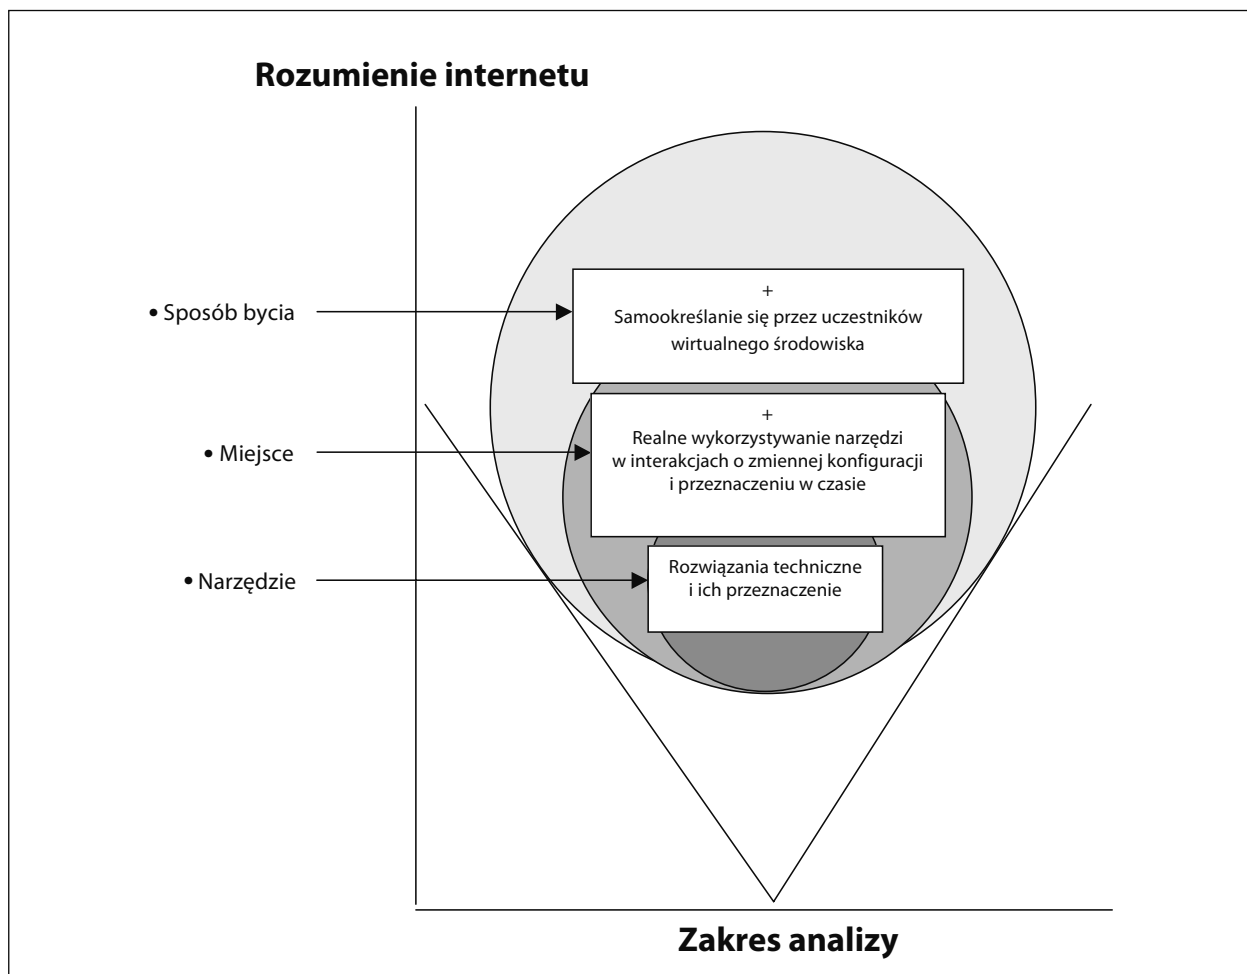 Rozumienie internetu
• Sposób bycia
+
Samookreślanie się przez uczestników
wirtualnego środowiska
• Miejsce
+
Realne wykorzystywanie narzędzi
w interakcjach o zmiennej konfiguracji
i przeznaczeniu w czasie
• Narzędzie
Rozwiązania techniczne
i ich przeznaczenie
Zakres analizy